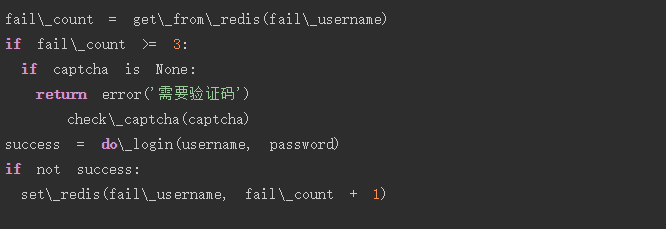 fail\_count = get\_from\_redis(fail\_username)
if fail\_count >= 3:
if captcha is None:
return error('需要验证码')
check\_captcha(captcha)
success = do\_login(username, password)
if not success:
set\_redis(fail\_username, fail\_count + 1)